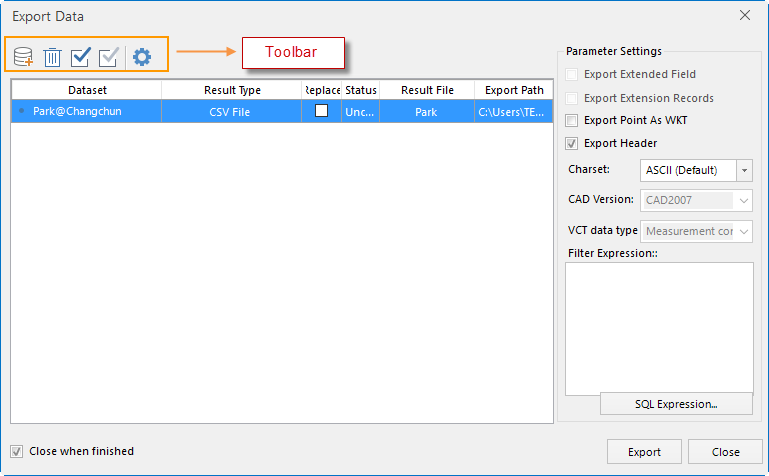 Export Data
Toolbar
Dataset Result Type Replace Status Result File Export Path
Park@Changchun CSV File Unc... Park C:\Users\TE...
Parameter Settings
Export Extended Field
Export Extension Records
Export Point As WKT
Export Header
Charset: ASCII (Default)
CAD Version: CAD2007
VCT data type Measurement cor
Filter Expression::
SQL Expression...
Close when finished
Export Close